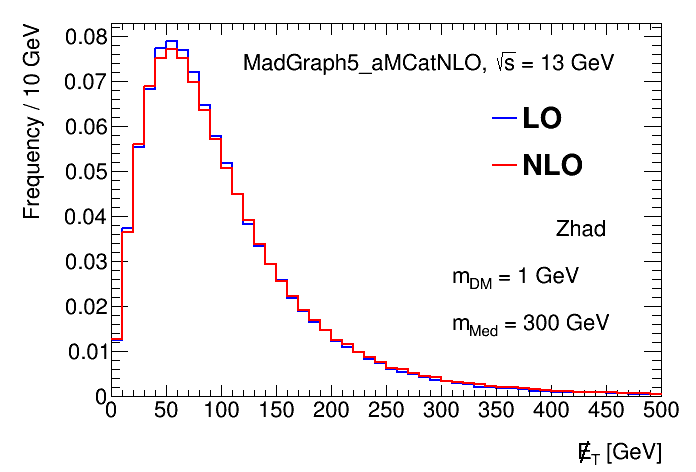 0.08
0.07
0.06
0.05
0.04
0.03
0.02
0.01
0
Frequency / 10 GeV
MadGraph5_aMCatNLO, √s = 13 GeV
LO
NLO
Zhad
m_DM = 1 GeV
m_Med = 300 GeV
0 50 100 150 200 250 300 350 400 450 500
E̸_T [GeV]